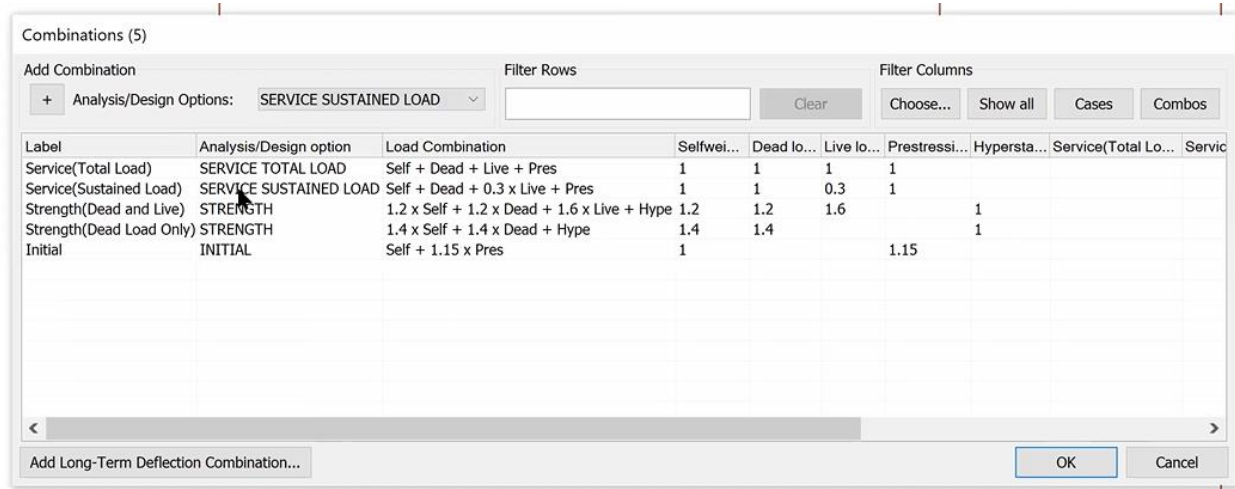 Combinations (5)
Add Combination Filter Rows Filter Columns
+ Analysis/Design Options: SERVICE SUSTAINED LOAD Clear Choose... Show all Cases Combos
Label Analysis/Design option Load Combination Selfwei... Dead lo... Live lo... Prestressi... Hypersta... Service(Total Lo... Servic
Service(Total Load) SERVICE TOTAL LOAD Self + Dead + Live + Pres 1 1 1 1
Service(Sustained Load) SERVICE SUSTAINED LOAD Self + Dead + 0.3 x Live + Pres 1 1 0.3 1
Strength(Dead and Live) STRENGTH 1.2 x Self + 1.2 x Dead + 1.6 x Live + Hype 1.2 1.2 1.6 1
Strength(Dead Load Only) STRENGTH 1.4 x Self + 1.4 x Dead + Hype 1.4 1.4 1
Initial INITIAL Self + 1.15 x Pres 1 1.15
Add Long-Term Deflection Combination... OK Cancel